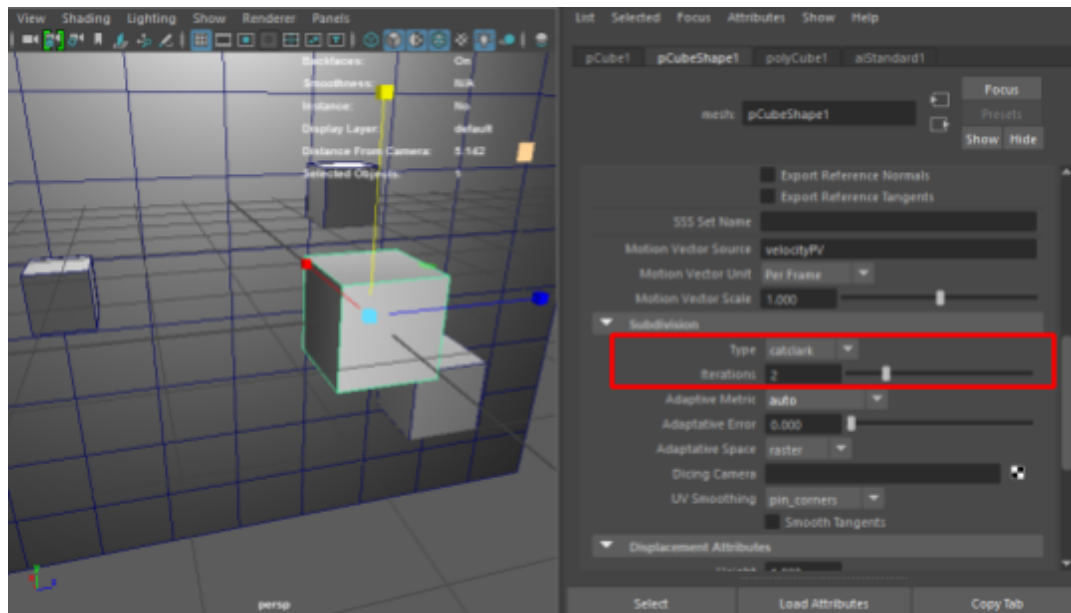 View Shading Lighting Show Renderer Panels
Backfaces: On
Smoothness: N/A
Instance: No
Display Layer: default
Distance From Camera: 5.142
Selected Objects: 1
persp
List Selected Focus Attributes Show Help
pCube1 pCubeShape1 polyCube1 aiStandard1
mesh: pCubeShape1
Focus
Presets
Show Hide
Export Reference Normals
Export Reference Tangents
SSS Set Name
Motion Vector Source velocityPV
Motion Vector Unit Per Frame
Motion Vector Scale 1.000
Subdivision
Type catclark
Iterations 2
Adaptive Metric auto
Adaptative Error 0.000
Adaptative Space raster
Dicing Camera
UV Smoothing pin_corners
Smooth Tangents
Displacement Attributes
Select Load Attributes Copy Tab